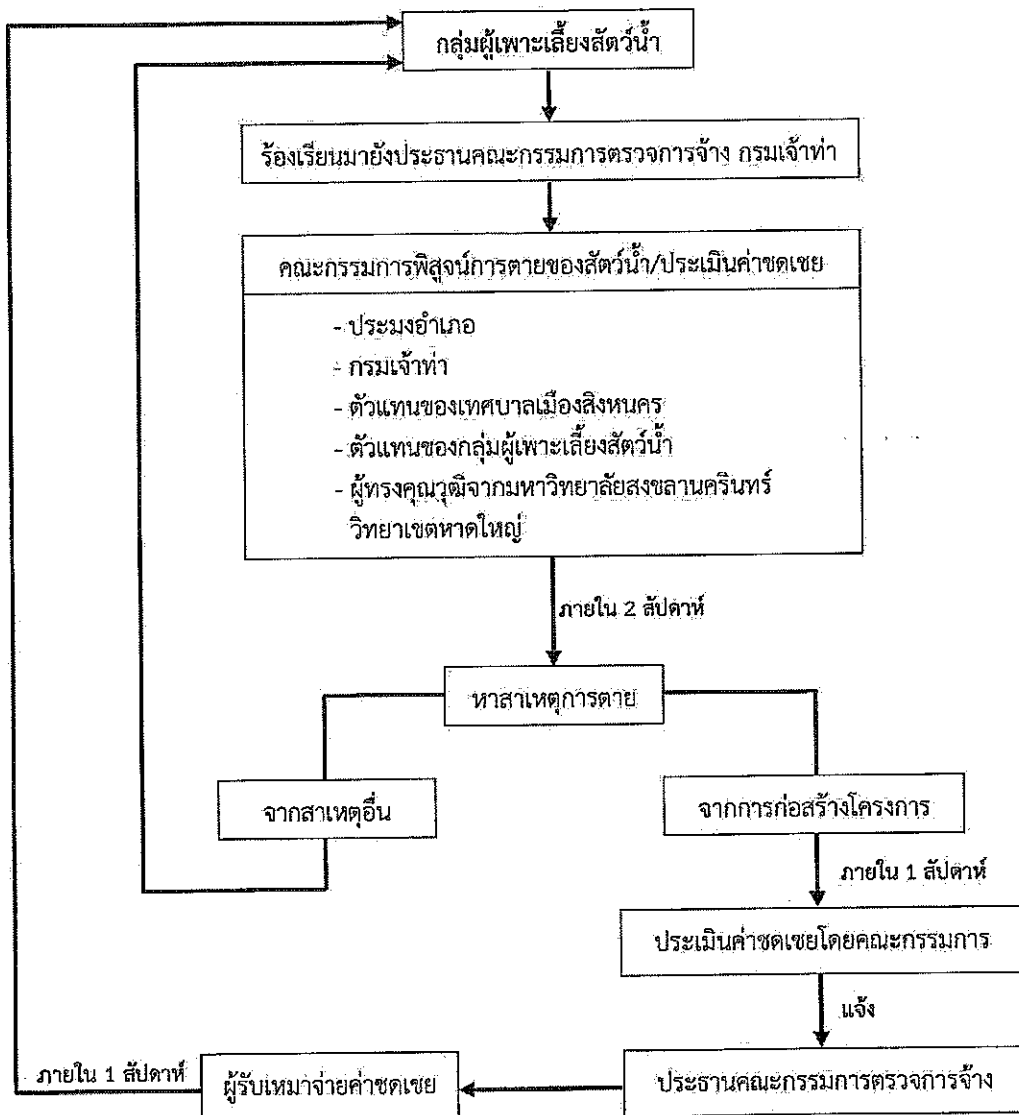 กลุ่มผู้เพาะเลี้ยงสัตว์น้ำ
ร้องเรียนมายังประธานคณะกรรมการตรวจการจ้าง กรมเจ้าท่า
คณะกรรมการพิสูจน์การตายของสัตว์น้ำ/ประเมินค่าชดเชย
- ประมงอำเภอ
- กรมเจ้าท่า
- ตัวแทนของเทศบาลเมืองสิงหนคร
- ตัวแทนของกลุ่มผู้เพาะเลี้ยงสัตว์น้ำ
- ผู้ทรงคุณวุฒิจากมหาวิทยาลัยสงขลานครินทร์
วิทยาเขตหาดใหญ่
ภายใน 2 สัปดาห์
หาสาเหตุการตาย
จากสาเหตุอื่น
จากการก่อสร้างโครงการ
ภายใน 1 สัปดาห์
ประเมินค่าชดเชยโดยคณะกรรมการ
แจ้ง
ประธานคณะกรรมการตรวจการจ้าง
ผู้รับเหมาจ่ายค่าชดเชย
ภายใน 1 สัปดาห์